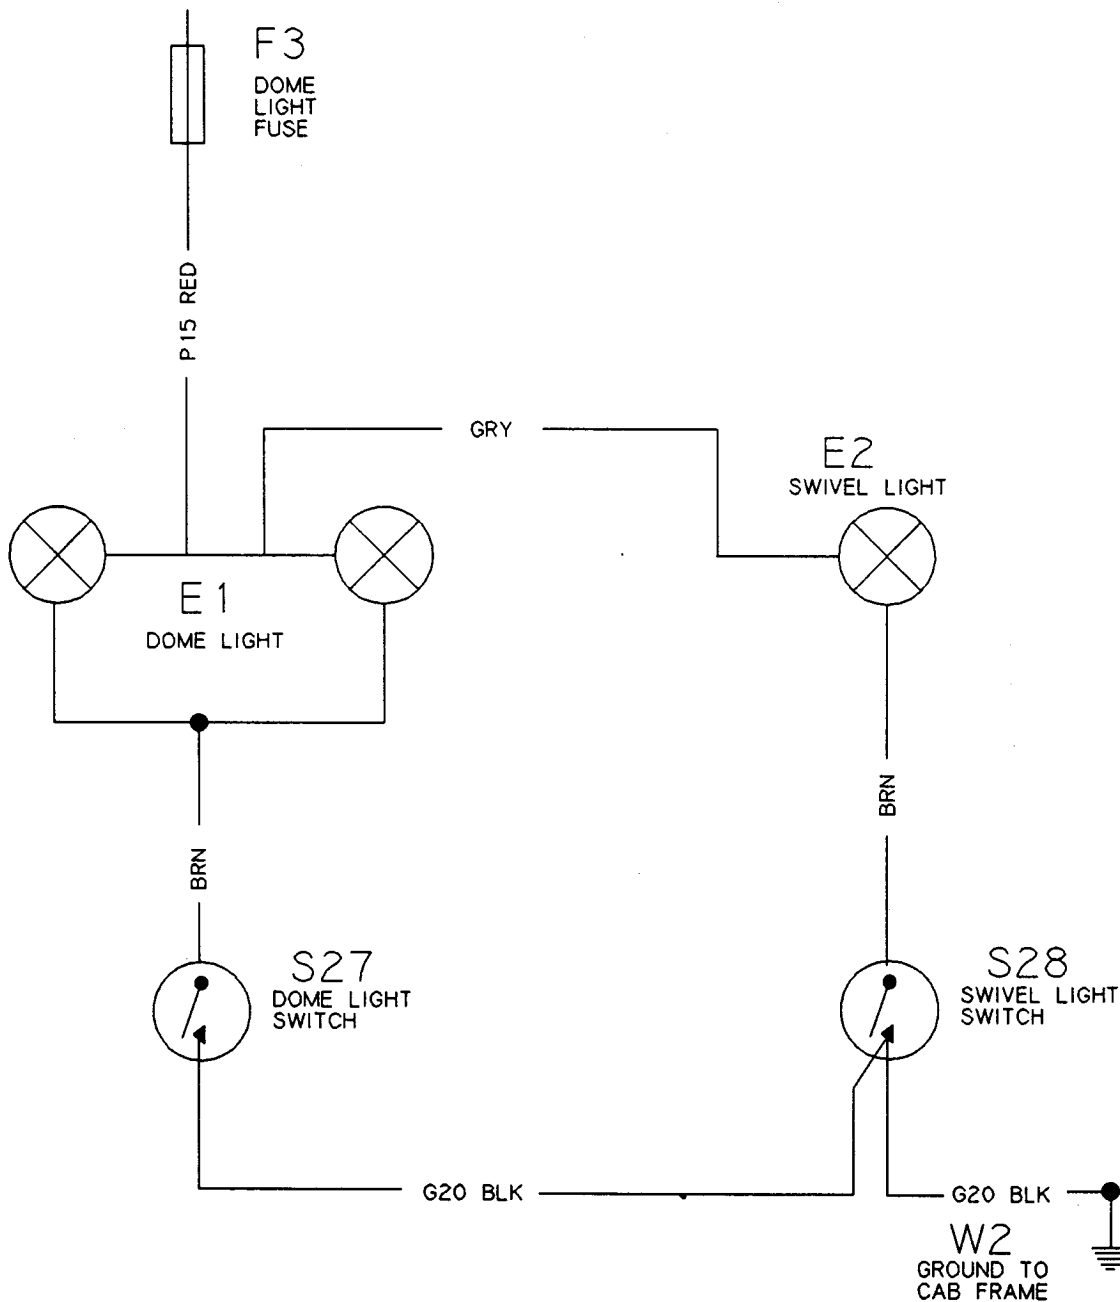 F3
DOME
LIGHT
FUSE
P15 RED
GRY
E2
SWIVEL LIGHT
E1
DOME LIGHT
BRN
BRN
S27
DOME LIGHT
SWITCH
S28
SWIVEL LIGHT
SWITCH
G20 BLK
G20 BLK
W2
GROUND TO
CAB FRAME